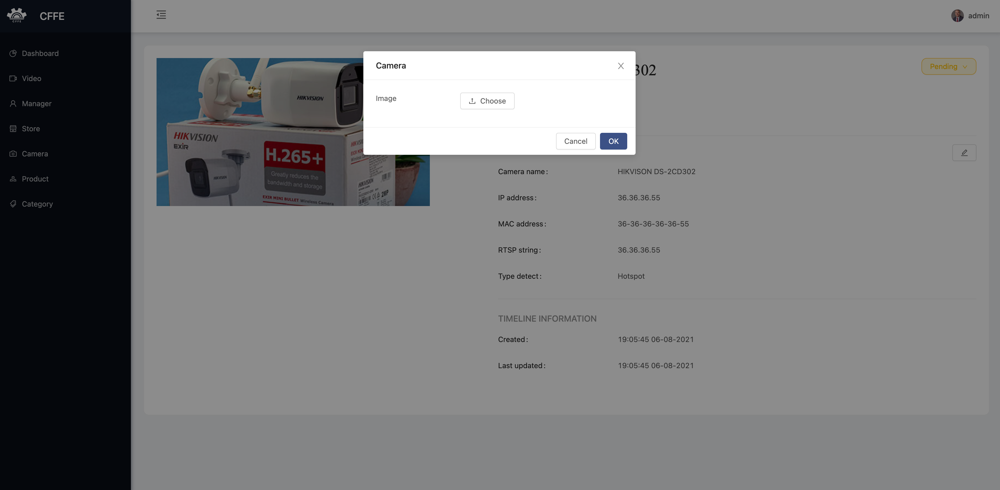 CFFE
CFFE
admin
Dashboard
Video
Manager
Store
Camera
Product
Category
Camera
Image
Choose
Cancel
OK
302
Pending
HIKVISION
HIKVISION
EXIR
H.265+
Greatly reduces the
bandwidth and storage
HIKVISION
HIKVISION
2MP
EXIR MINI BULLET Wireless Camera
Camera name:
HIKVISON DS-2CD302
IP address:
36.36.36.55
MAC address:
36-36-36-36-36-55
RTSP string:
36.36.36.55
Type detect:
Hotspot
TIMELINE INFORMATION
Created:
19:05:45 06-08-2021
Last updated:
19:05:45 06-08-2021